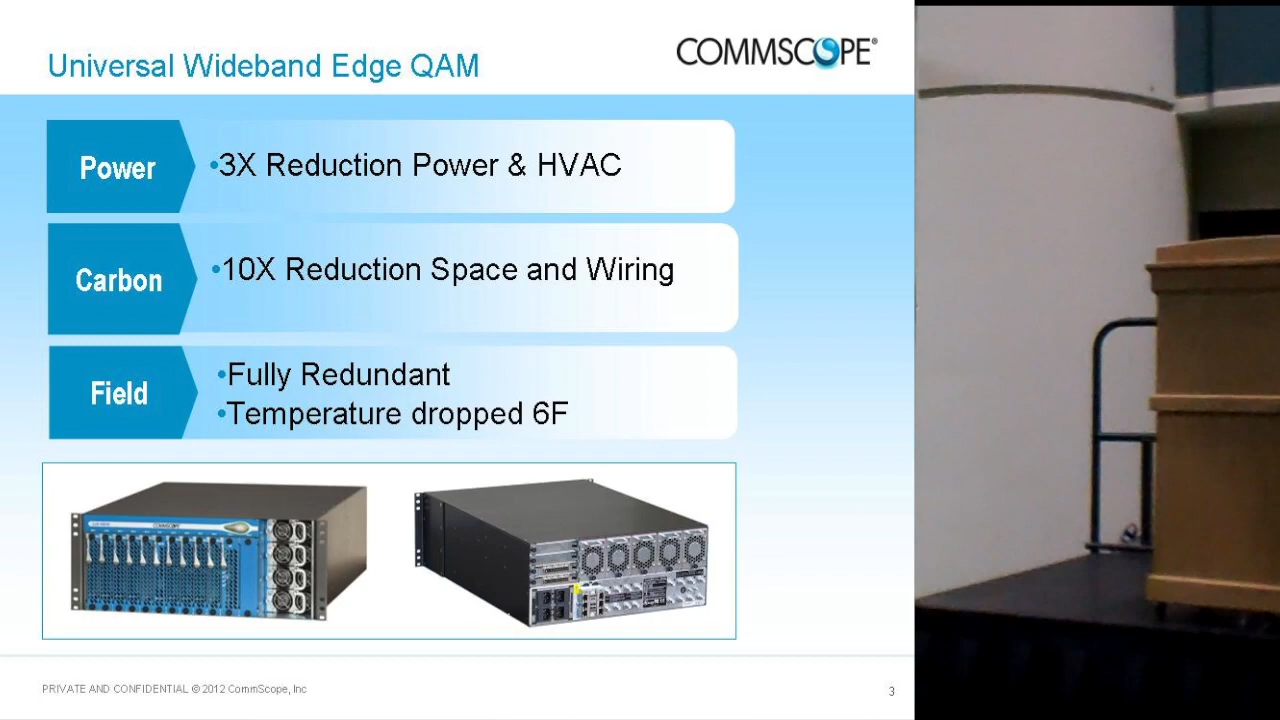 Universal Wideband Edge QAM
COMMSCOPE®
Power
•3X Reduction Power & HVAC
Carbon
•10X Reduction Space and Wiring
Field
•Fully Redundant
•Temperature dropped 6F
COMMSCOPE
PRIVATE AND CONFIDENTIAL © 2012 CommScope, Inc
3